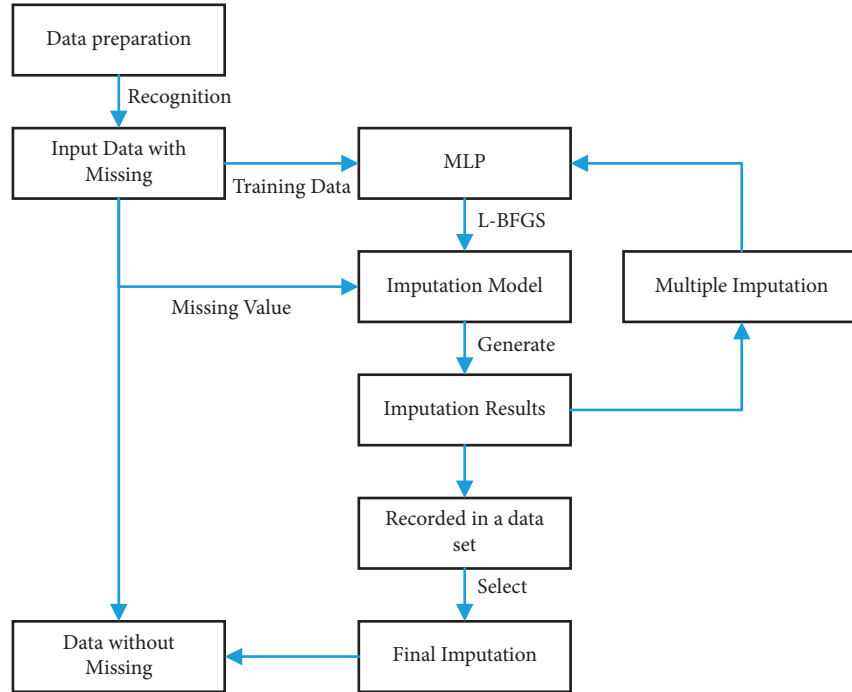 Data preparation
Recognition
Input Data with
Missing
Training Data
MLP
L-BFGS
Missing Value
Imputation Model
Multiple Imputation
Generate
Imputation Results
Recorded in a data
set
Select
Data without
Missing
Final Imputation